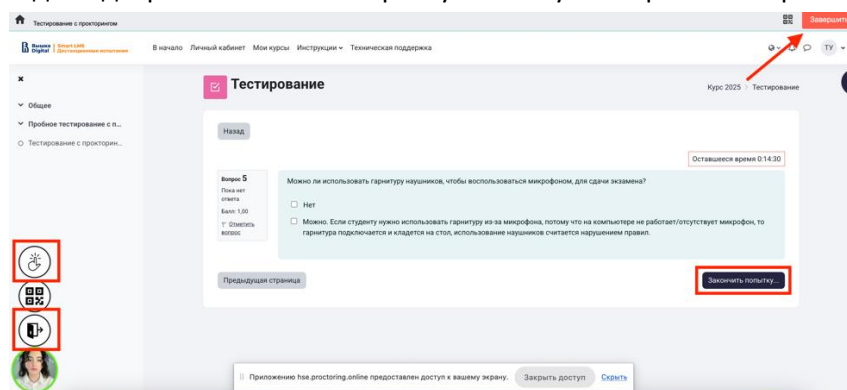 Тестирование с прокторингом
Завершить
Вышка Digital
Smart LMS
Дистанционные испытания
В начало Личный кабинет Мои курсы Инструкции Техническая поддержка
ТУ
Общее
Пробное тестирование с п...
Тестирование с прокторин...
Тестирование
Курс 2025 Тестирование
Назад
Оставшееся время 0:14:30
Вопрос 5
Пока нет
ответа
Балл: 1,00
Отметить
вопрос
Можно ли использовать гарнитуру наушников, чтобы воспользоваться микрофоном, для сдачи экзамена?
Нет
Можно. Если студенту нужно использовать гарнитуру из-за микрофона, потому что на компьютере не работает/отсутствует микрофон, то
гарнитура подключается и кладется на стол, использование наушников считается нарушением правил.
Предыдущая страница
Закончить попытку...
Приложению hse.proctoring.online предоставлен доступ к вашему экрану. Закрыть доступ Скрыть